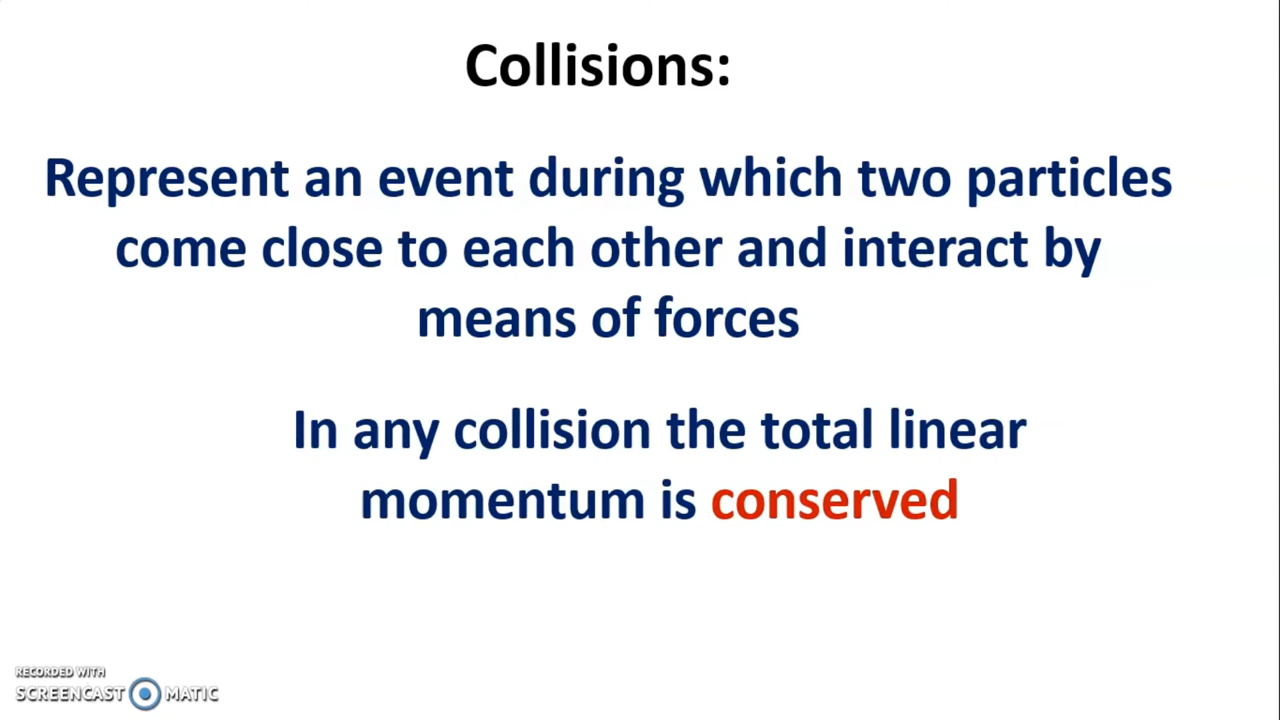 Collisions:
Represent an event during which two particles
come close to each other and interact by
means of forces
In any collision the total linear
momentum is conserved
RECORDED WITH
SCREENCAST MATIC